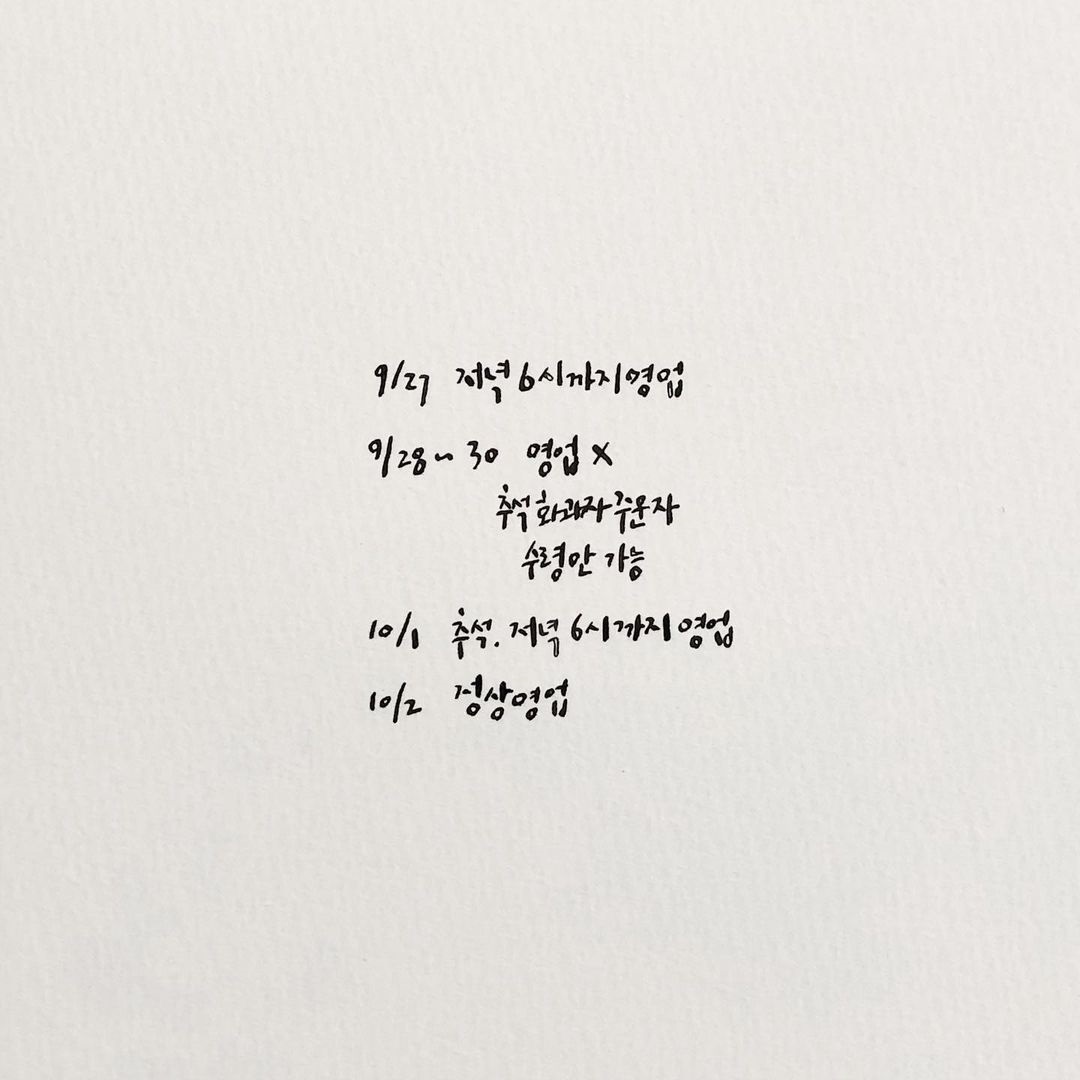 9/27 저녁 6시까지 영업
9/28~30 영업 x
추석 화과자 주문자
수령만 가능
10/1 추석. 저녁 6시까지 영업
10/2 정상영업